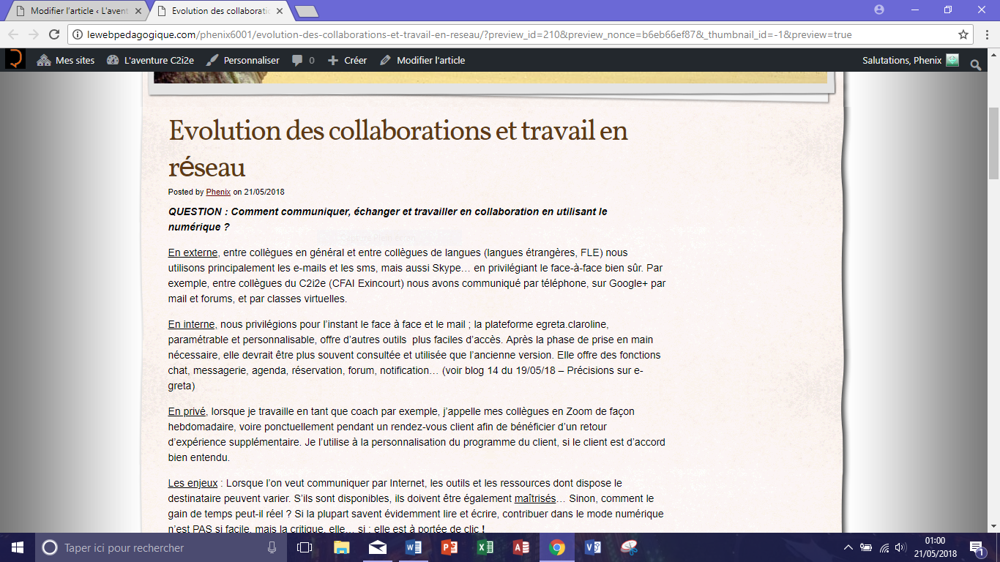 Modifier l'article ‹ L'aven
Evolution des collaborati
lewebpedagogique.com/phenix6001/evolution-des-collaborations-et-travail-en-reseau/?preview_id=210&preview_nonce=b6eb66ef87&_thumbnail_id=-1&preview=true
Mes sites L'aventure C2i2e Personnaliser 0 Créer Modifier l'article Salutations, Phenix
Evolution des collaborations et travail en
réseau
Posted by Phenix on 21/05/2018
QUESTION : Comment communiquer, échanger et travailler en collaboration en utilisant le
numérique ?
En externe, entre collègues en général et entre collègues de langues (langues étrangères, FLE) nous
utilisons principalement les e-mails et les sms, mais aussi Skype… en privilégiant le face-à-face bien sûr. Par
exemple, entre collègues du C2i2e (CFAI Exincourt) nous avons communiqué par téléphone, sur Google+ par
mail et forums, et par classes virtuelles.
En interne, nous privilégions pour l'instant le face à face et le mail ; la plateforme egreta.claroline,
paramétrable et personnalisable, offre d'autres outils plus faciles d'accès. Après la phase de prise en main
nécessaire, elle devrait être plus souvent consultée et utilisée que l'ancienne version. Elle offre des fonctions
chat, messagerie, agenda, réservation, forum, notification… (voir blog 14 du 19/05/18 – Précisions sur e-
greta)
En privé, lorsque je travaille en tant que coach par exemple, j'appelle mes collègues en Zoom de façon
hebdomadaire, voire ponctuellement pendant un rendez-vous client afin de bénéficier d'un retour
d'expérience supplémentaire. Je l'utilise à la personnalisation du programme du client, si le client est d'accord
bien entendu.
Les enjeux : Lorsque l'on veut communiquer par Internet, les outils et les ressources dont dispose le
destinataire peuvent varier. S'ils sont disponibles, ils doivent être également maîtrisés… Sinon, comment le
gain de temps peut-il réel ? Si la plupart savent évidemment lire et écrire, contribuer dans le mode numérique
n'est PAS si facile, mais la critique, elle… si : elle est à portée de clic !
Taper ici pour rechercher
01:00
21/05/2018
1